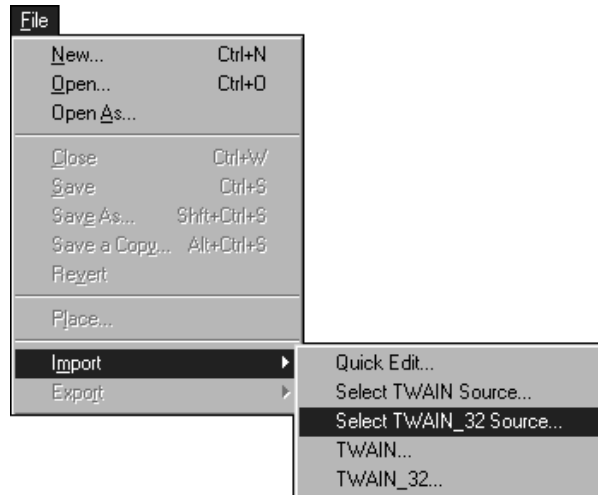 File
New... Ctrl+N
Open... Ctrl+O
Open As...
Close Ctrl+W
Save Ctrl+S
Save As... Shft+Ctrl+S
Save a Copy... Alt+Ctrl+S
Revert
Place...
Import
Export
Quick Edit...
Select TWAIN Source...
Select TWAIN_32 Source...
TWAIN...
TWAIN_32...